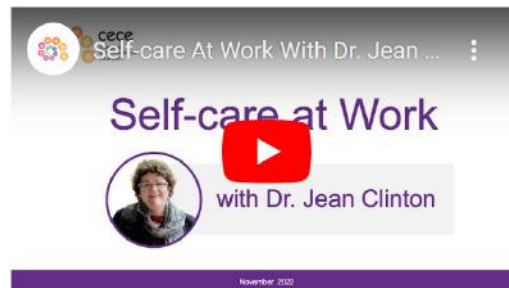 cece
Self-care At Work With Dr. Jean ...
Self-care at Work
with Dr. Jean Clinton
November 2022